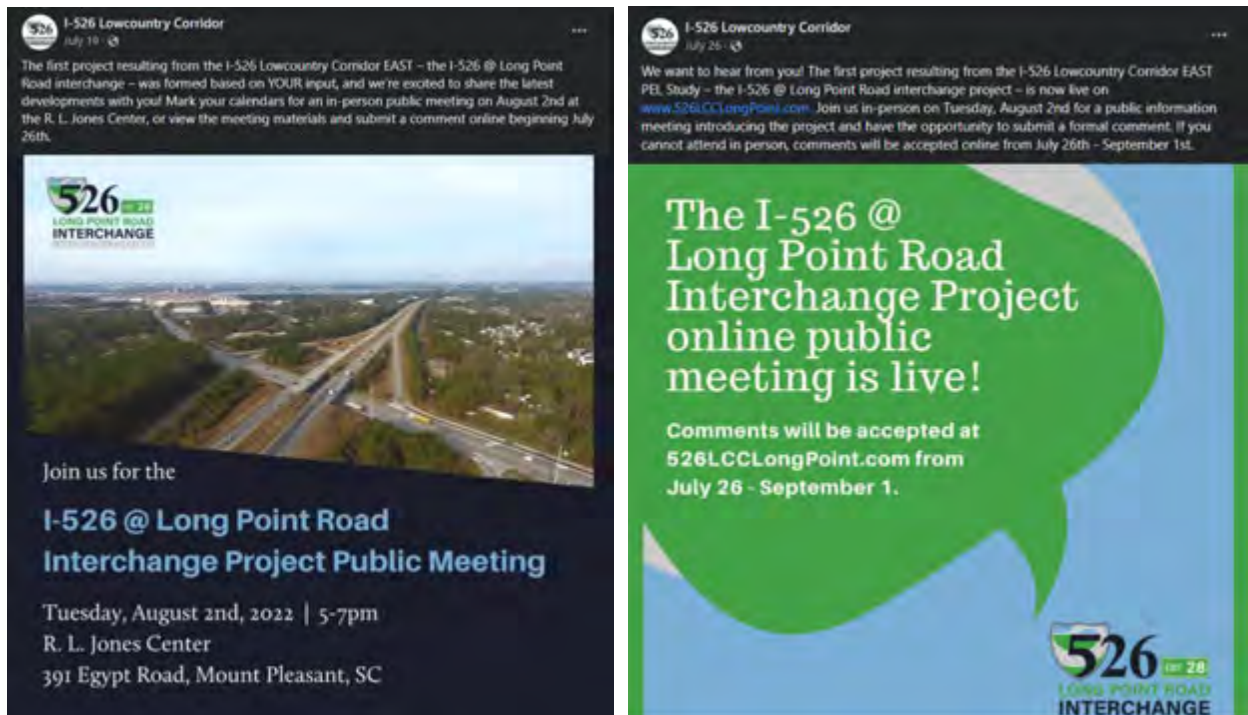 I-526 Lowcountry Corridor
July 19 ·
The first project resulting from the I-526 Lowcountry Corridor EAST – the I-526 @ Long Point
Road interchange – was formed based on YOUR input, and we're excited to share the latest
developments with you! Mark your calendars for an in-person public meeting on August 2nd at
the R. L. Jones Center, or view the meeting materials and submit a comment online beginning July
26th.
526
LONG POINT ROAD
INTERCHANGE
Join us for the
I-526 @ Long Point Road
Interchange Project Public Meeting
Tuesday, August 2nd, 2022 | 5-7pm
R. L. Jones Center
391 Egypt Road, Mount Pleasant, SC
I-526 Lowcountry Corridor
July 26 ·
We want to hear from you! The first project resulting from the I-526 Lowcountry Corridor EAST
PEL Study – the I-526 @ Long Point Road interchange project – is now live on
www.526LCCLongPoint.com. Join us in-person on Tuesday, August 2nd for a public information
meeting introducing the project and have the opportunity to submit a formal comment. If you
cannot attend in person, comments will be accepted online from July 26th - September 1st.
The I-526 @
Long Point Road
Interchange Project
online public
meeting is live!
Comments will be accepted at
526LCCLongPoint.com from
July 26 - September 1.
526 EXIT 28
LONG POINT ROAD
INTERCHANGE